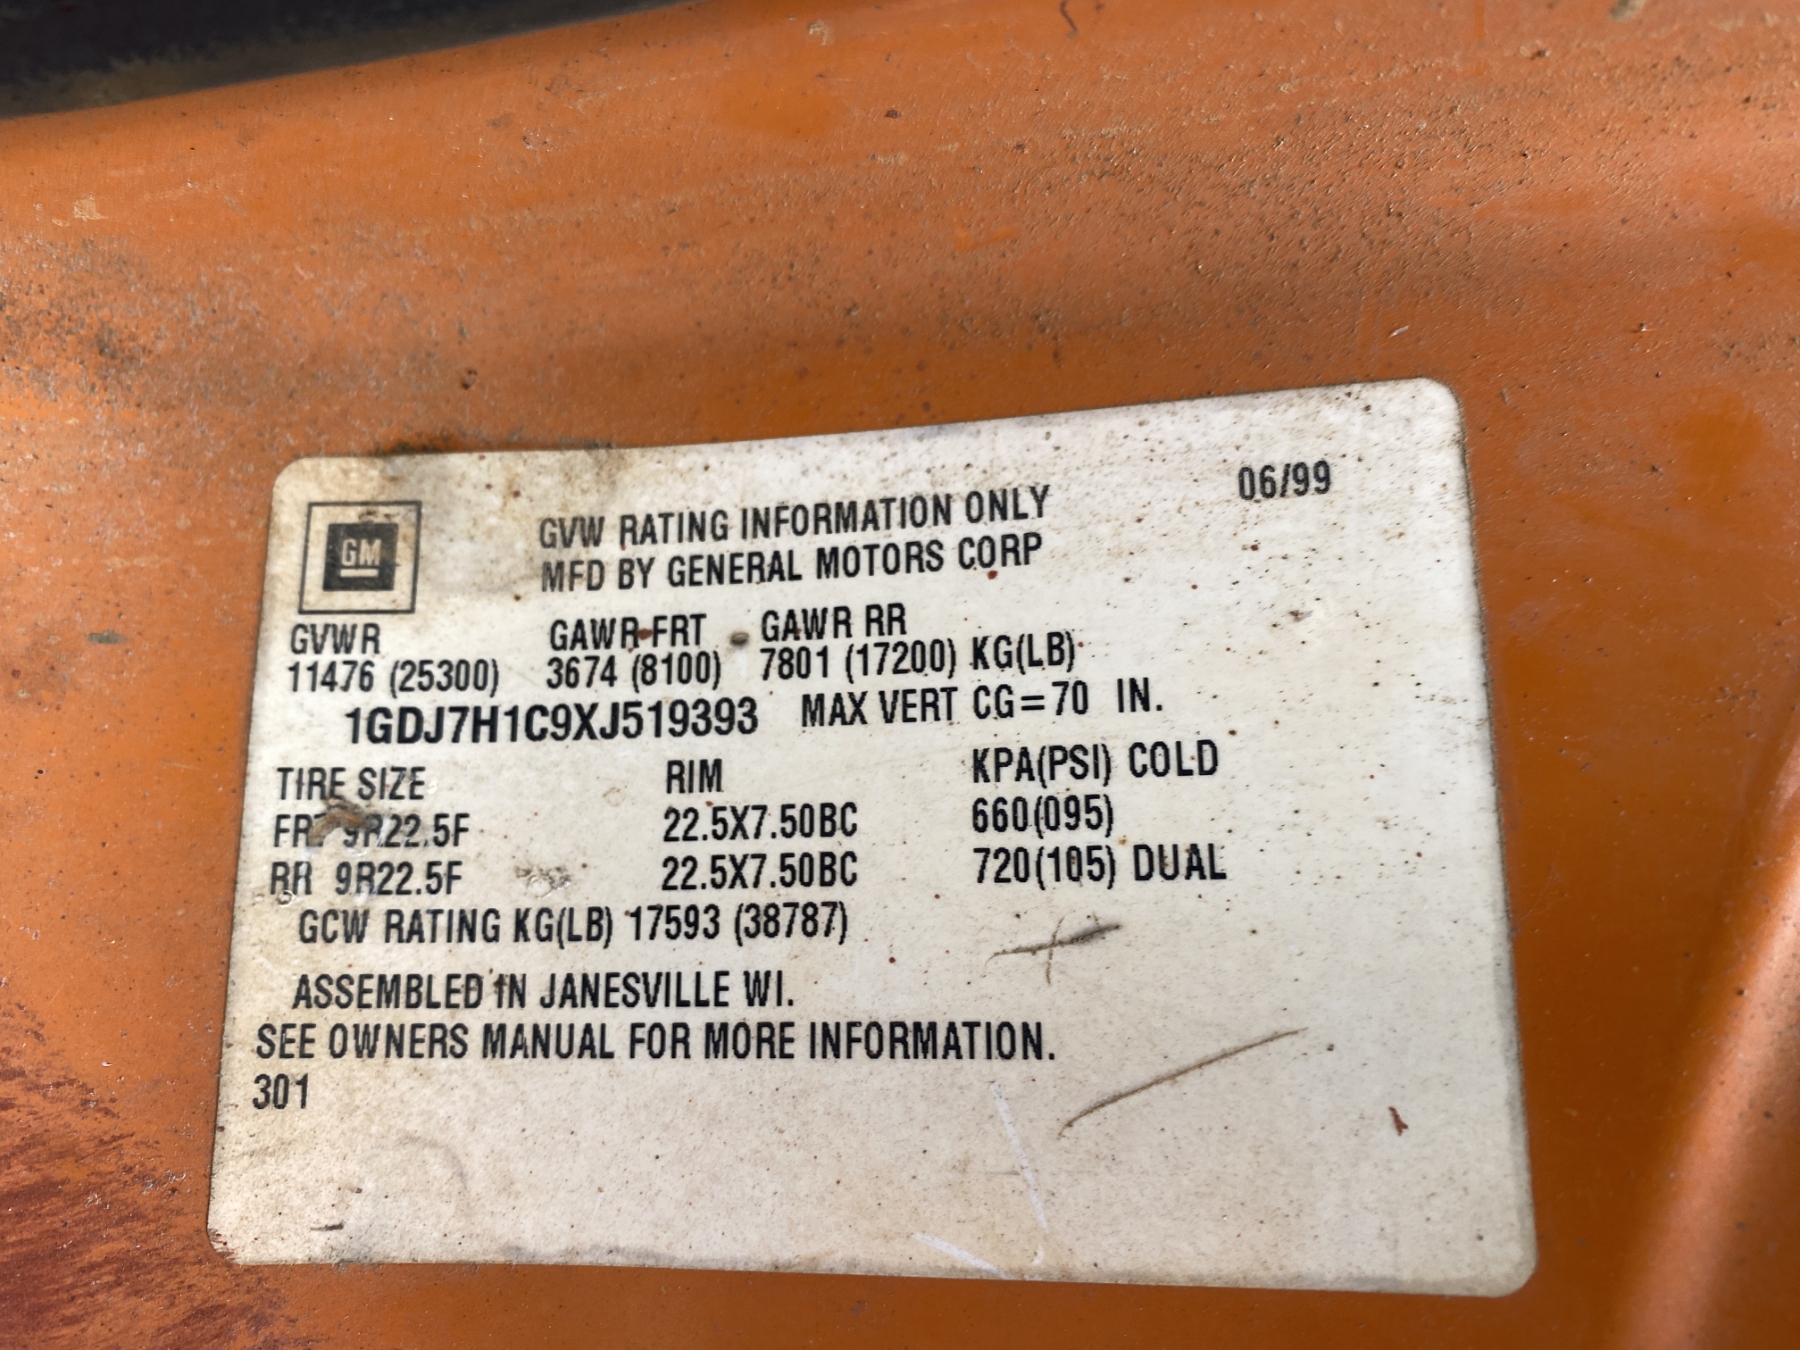 06/99
GM
GVW RATING INFORMATION ONLY
MFD BY GENERAL MOTORS CORP
GVWR GAWR FRT GAWR RR
11476 (25300) 3674 (8100) 7801 (17200) KG(LB)
1GDJ7H1C9XJ519393 MAX VERT CG=70 IN.
TIRE SIZE RIM KPA(PSI) COLD
FRT 9R22.5F 22.5X7.50BC 660(095)
RR 9R22.5F 22.5X7.50BC 720(105) DUAL
GCW RATING KG(LB) 17593 (38787)
ASSEMBLED IN JANESVILLE WI.
SEE OWNERS MANUAL FOR MORE INFORMATION.
301